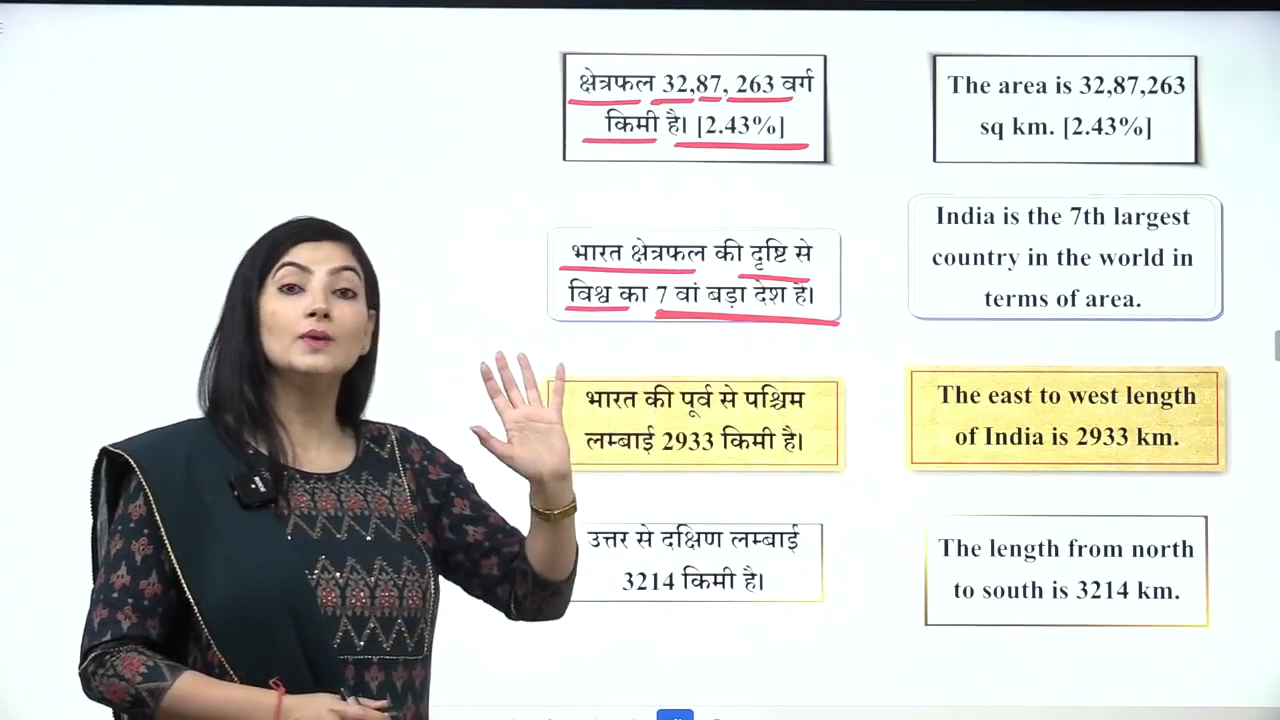 क्षेत्रफल 32,87, 263 वर्ग
किमी है। [2.43%]
The area is 32,87,263
sq km. [2.43%]
भारत क्षेत्रफल की दृष्टि से
विश्व का 7 वां बड़ा देश है।
India is the 7th largest
country in the world in
terms of area.
भारत की पूर्व से पश्चिम
लम्बाई 2933 किमी है।
The east to west length
of India is 2933 km.
उत्तर से दक्षिण लम्बाई
3214 किमी है।
The length from north
to south is 3214 km.